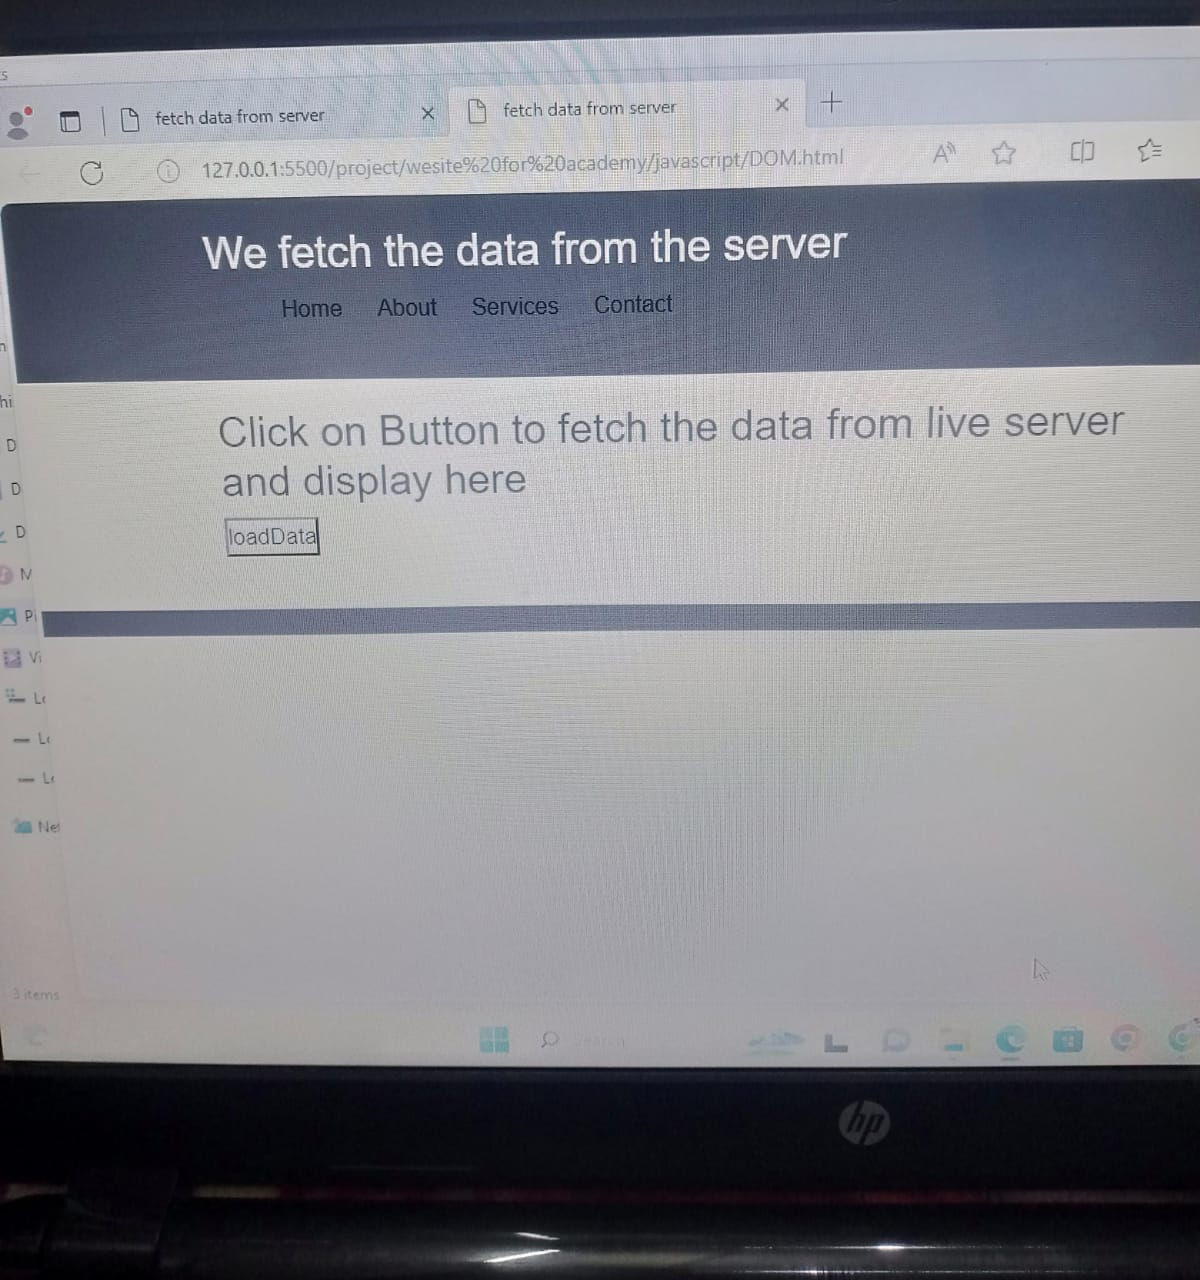 fetch data from server
fetch data from server
127.0.0.1:5500/project/wesite%20for%20academy/javascript/DOM.html
We fetch the data from the server
Home About Services Contact
Click on Button to fetch the data from live server
and display here
loadData
3 items
Search
hp